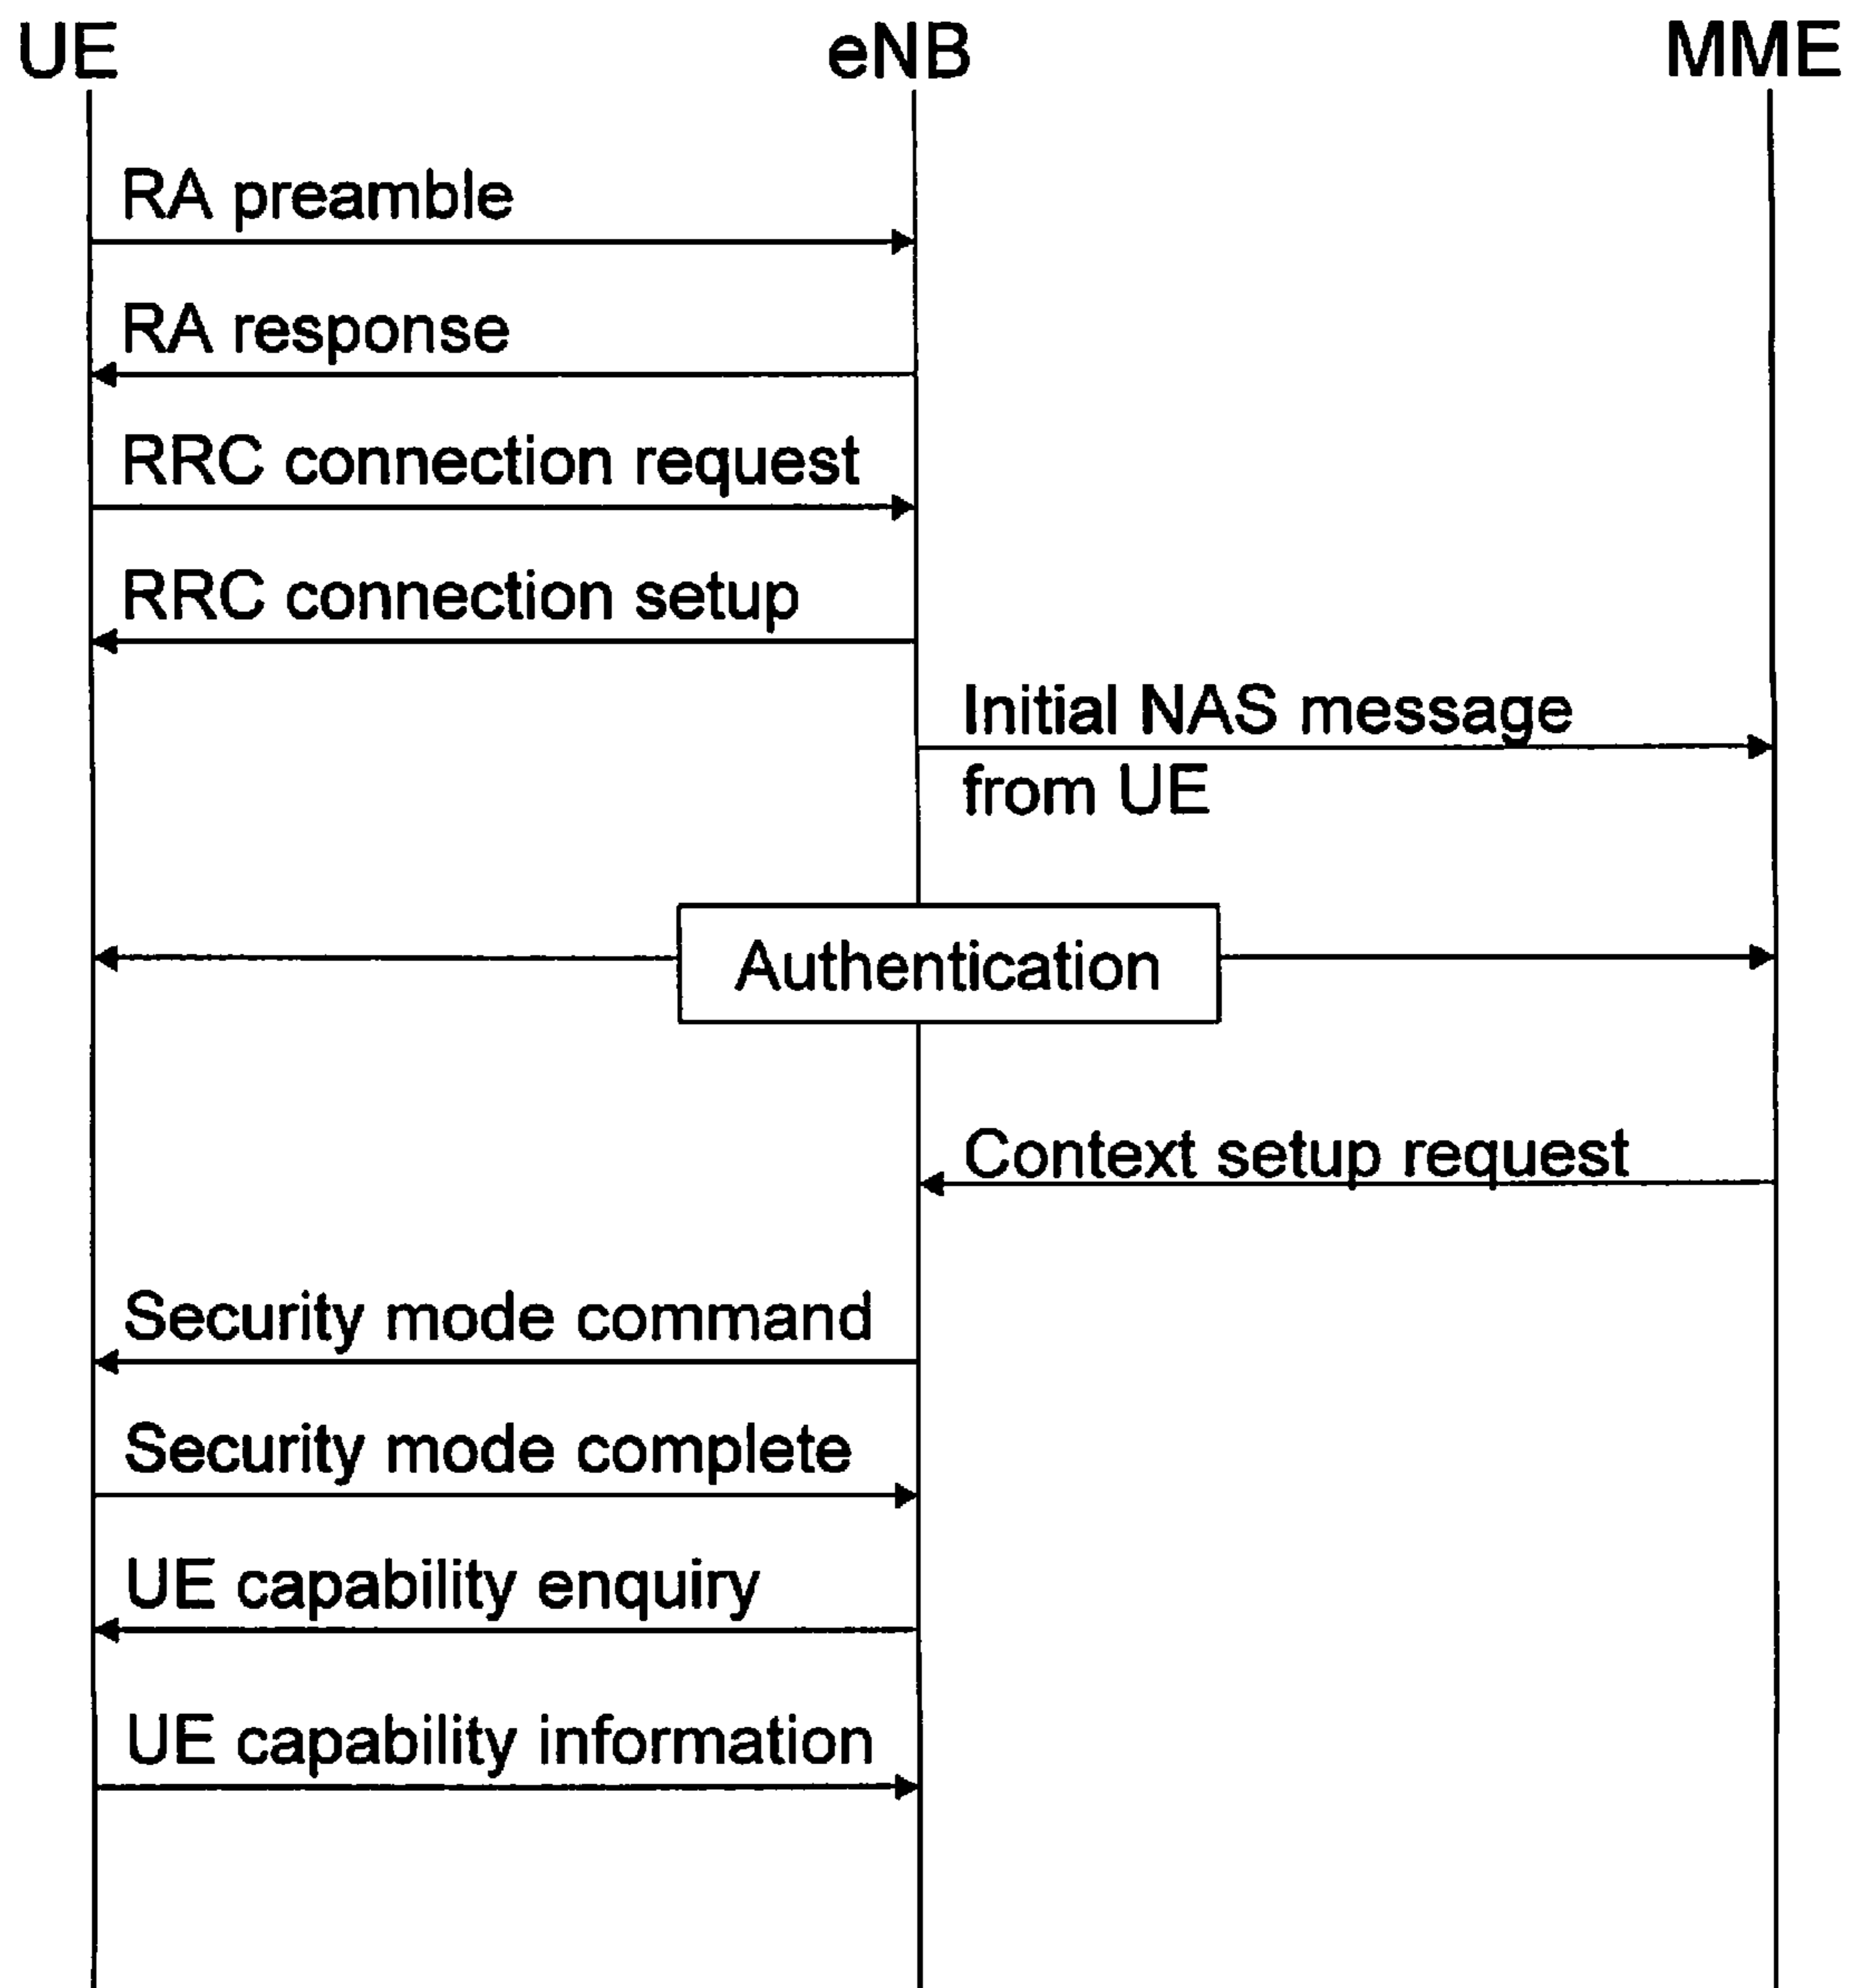 UE
eNB
MME
RA preamble
RA response
RRC connection request
RRC connection setup
Initial NAS message
from UE
Authentication
Context setup request
Security mode command
Security mode complete
UE capability enquiry
UE capability information